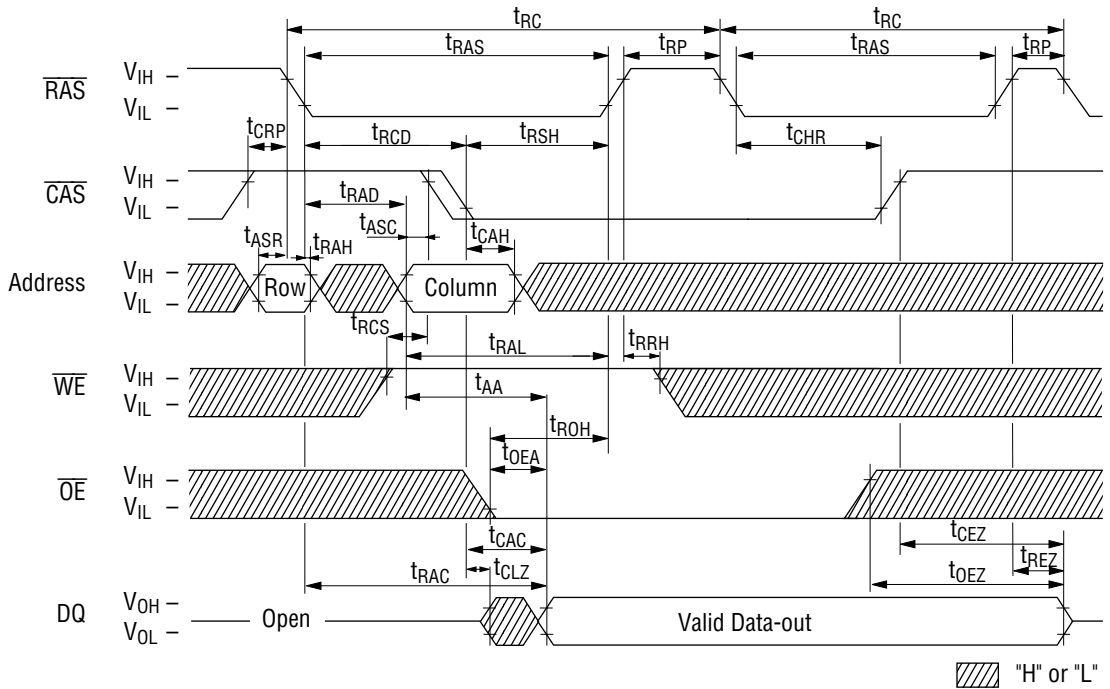 tRC tRC
tRAS tRP tRAS tRP
RAS VIH –
VIL –
tCRP tRCD tRSH tCHR
CAS VIH –
VIL –
tRAD
tASC
tASR tRAH tCAH
Address VIH –
VIL –
Row Column
tRCS tRAL tRRH
WE VIH –
VIL –
tAA
tROH
tOEA
OE VIH –
VIL –
tCAC tCEZ
tRAC tCLZ tOEZ tREZ
DQ VOH –
VOL –
Open Valid Data-out
"H" or "L"